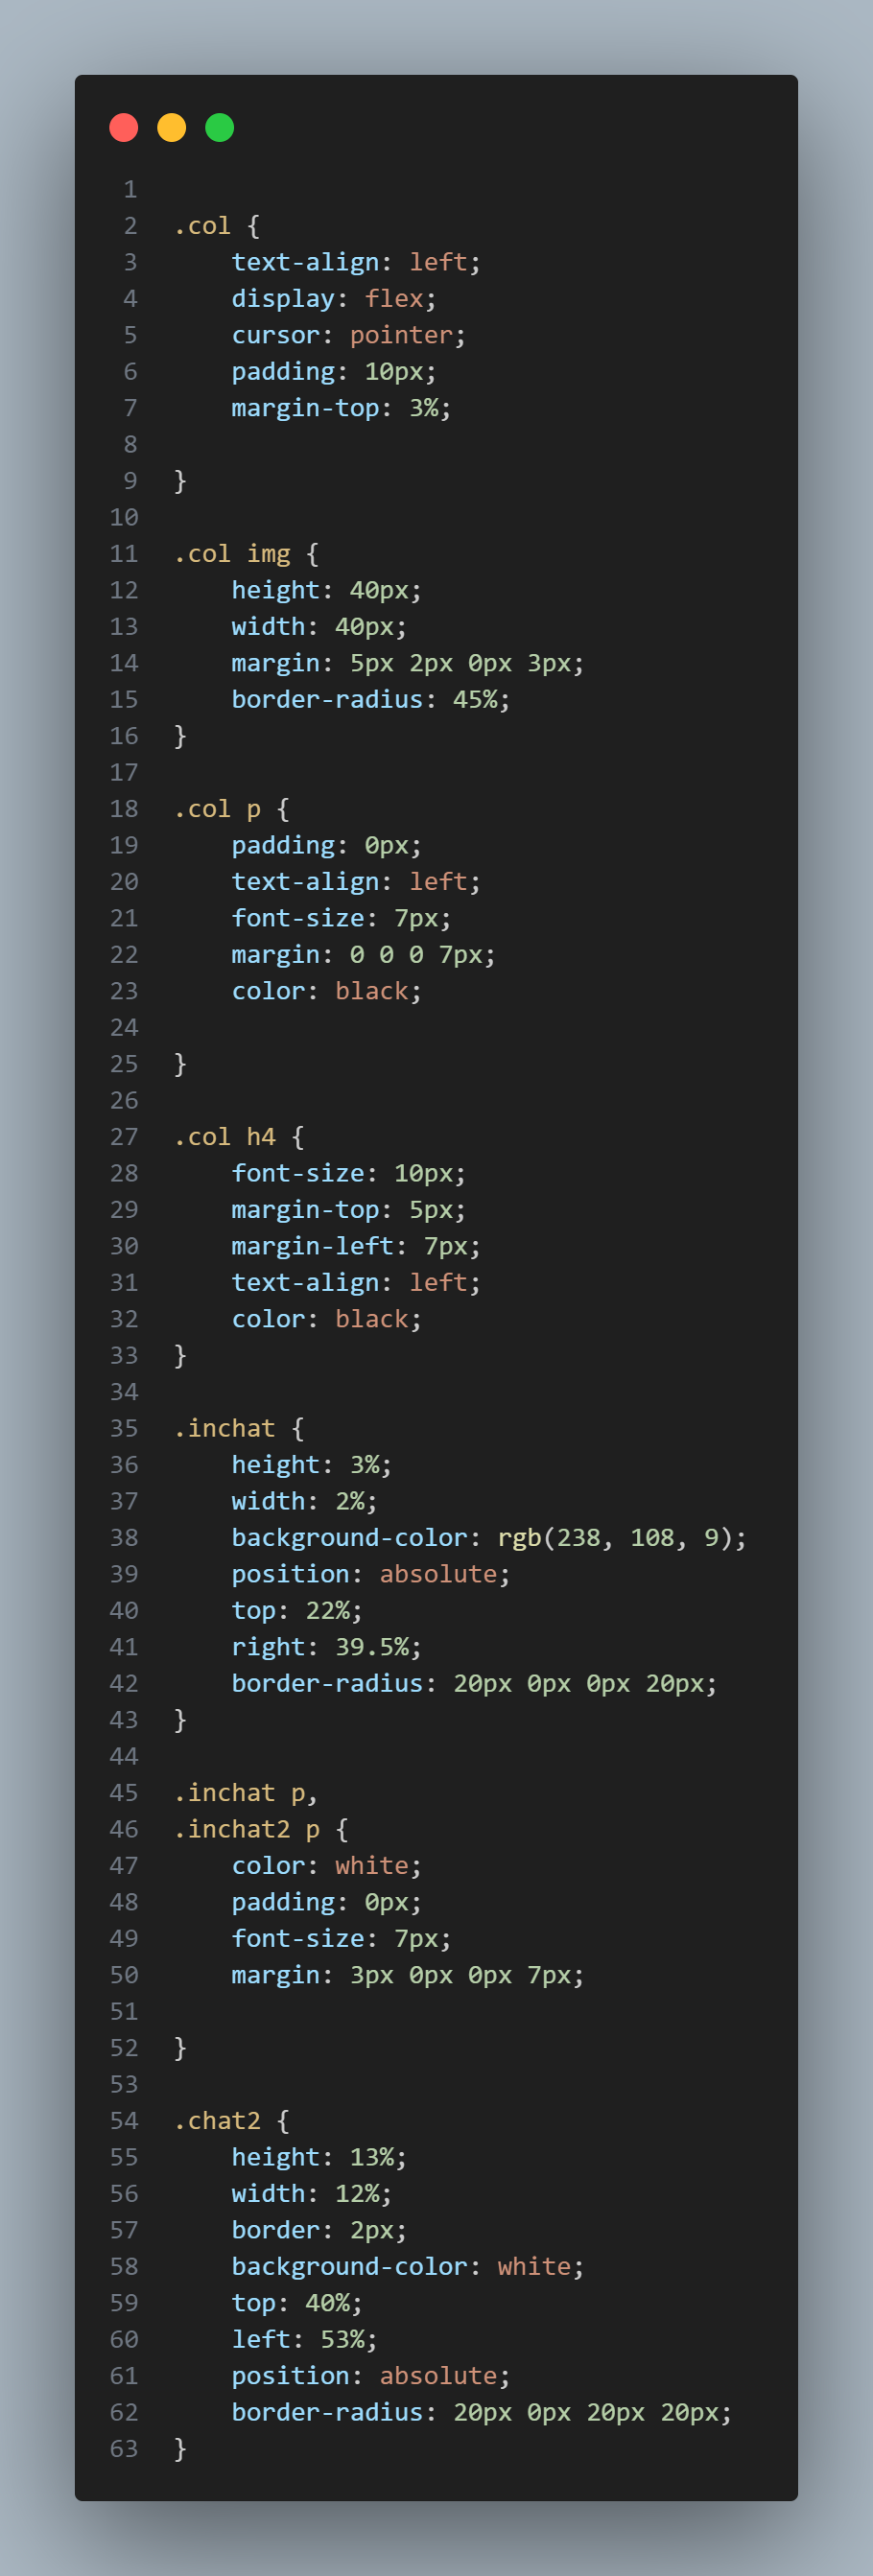 1
2 .col {
3     text-align: left;
4     display: flex;
5     cursor: pointer;
6     padding: 10px;
7     margin-top: 3%;
8
9 }
10
11 .col img {
12     height: 40px;
13     width: 40px;
14     margin: 5px 2px 0px 3px;
15     border-radius: 45%;
16 }
17
18 .col p {
19     padding: 0px;
20     text-align: left;
21     font-size: 7px;
22     margin: 0 0 0 7px;
23     color: black;
24
25 }
26
27 .col h4 {
28     font-size: 10px;
29     margin-top: 5px;
30     margin-left: 7px;
31     text-align: left;
32     color: black;
33 }
34
35 .inchat {
36     height: 3%;
37     width: 2%;
38     background-color: rgb(238, 108, 9);
39     position: absolute;
40     top: 22%;
41     right: 39.5%;
42     border-radius: 20px 0px 0px 20px;
43 }
44
45 .inchat p,
46 .inchat2 p {
47     color: white;
48     padding: 0px;
49     font-size: 7px;
50     margin: 3px 0px 0px 7px;
51
52 }
53
54 .chat2 {
55     height: 13%;
56     width: 12%;
57     border: 2px;
58     background-color: white;
59     top: 40%;
60     left: 53%;
61     position: absolute;
62     border-radius: 20px 0px 20px 20px;
63 }